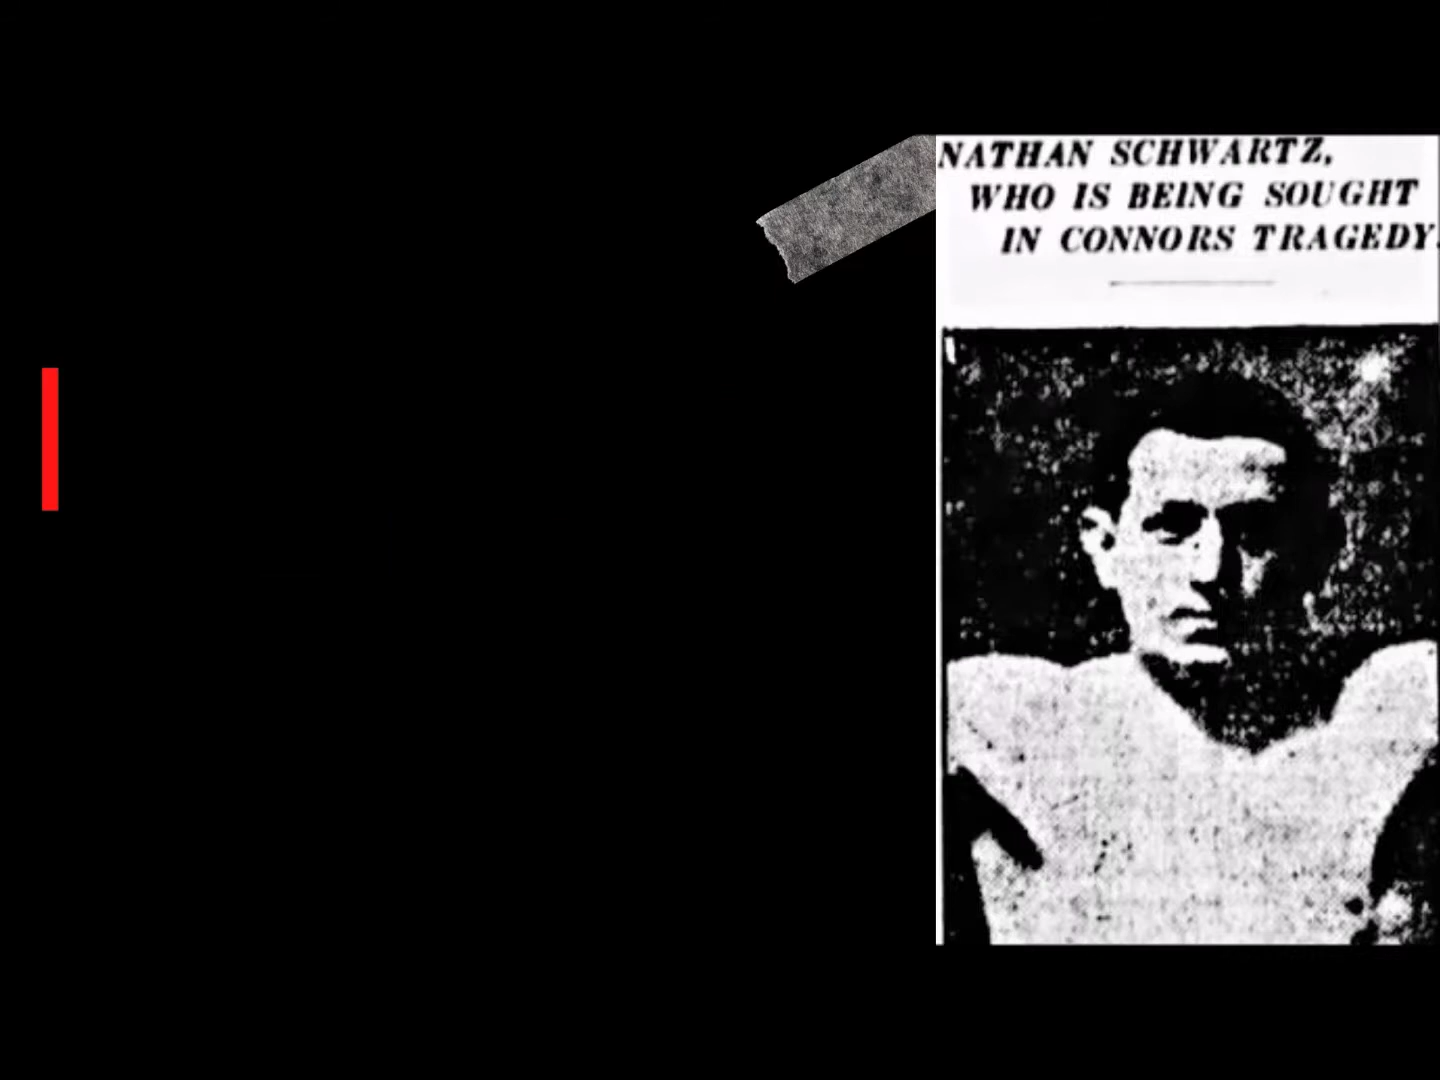 NATHAN SCHWARTZ,
WHO IS BEING SOUGHT
IN CONNORS TRAGEDY.